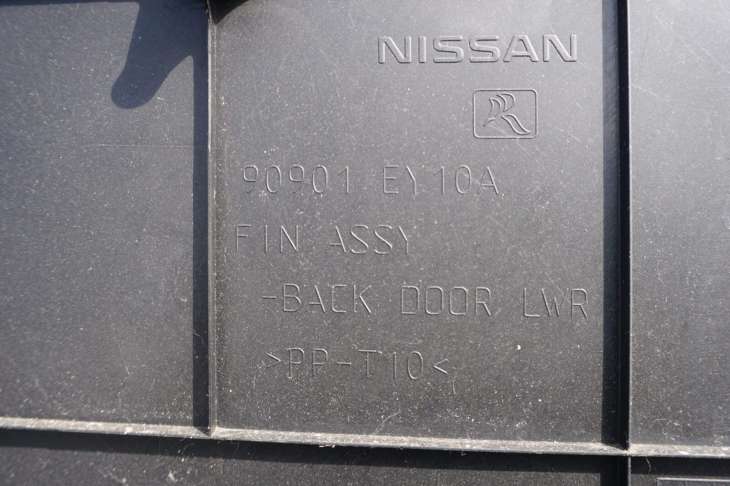 NISSAN
90901 EY10A
FIN ASSY
-BACK DOOR LWR
>PP-T10<